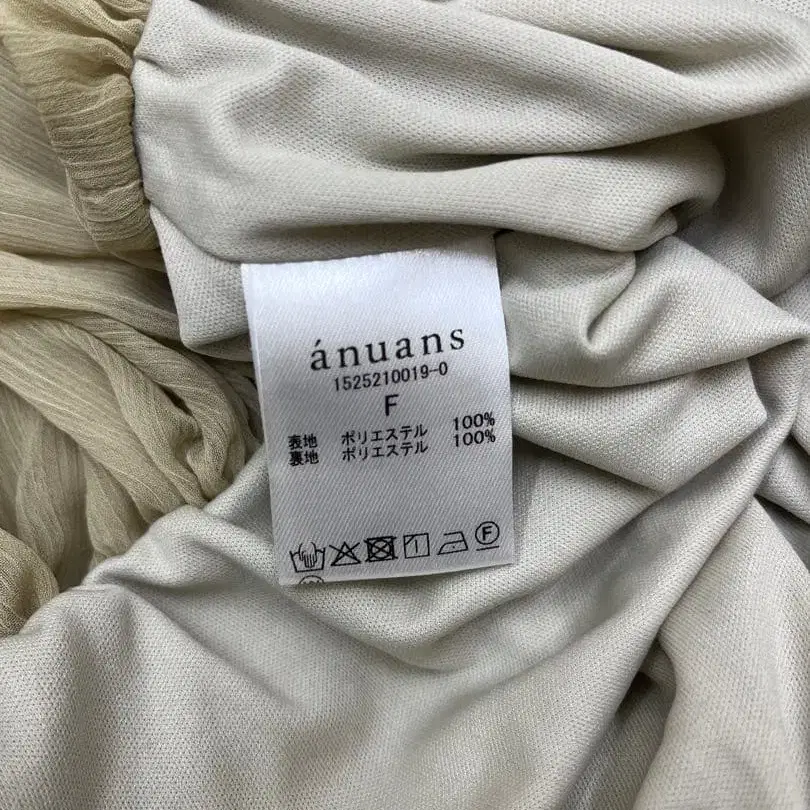 ánuans
1525210019-0
F
表地 ポリエステル 100%
裏地 ポリエステル 100%
F